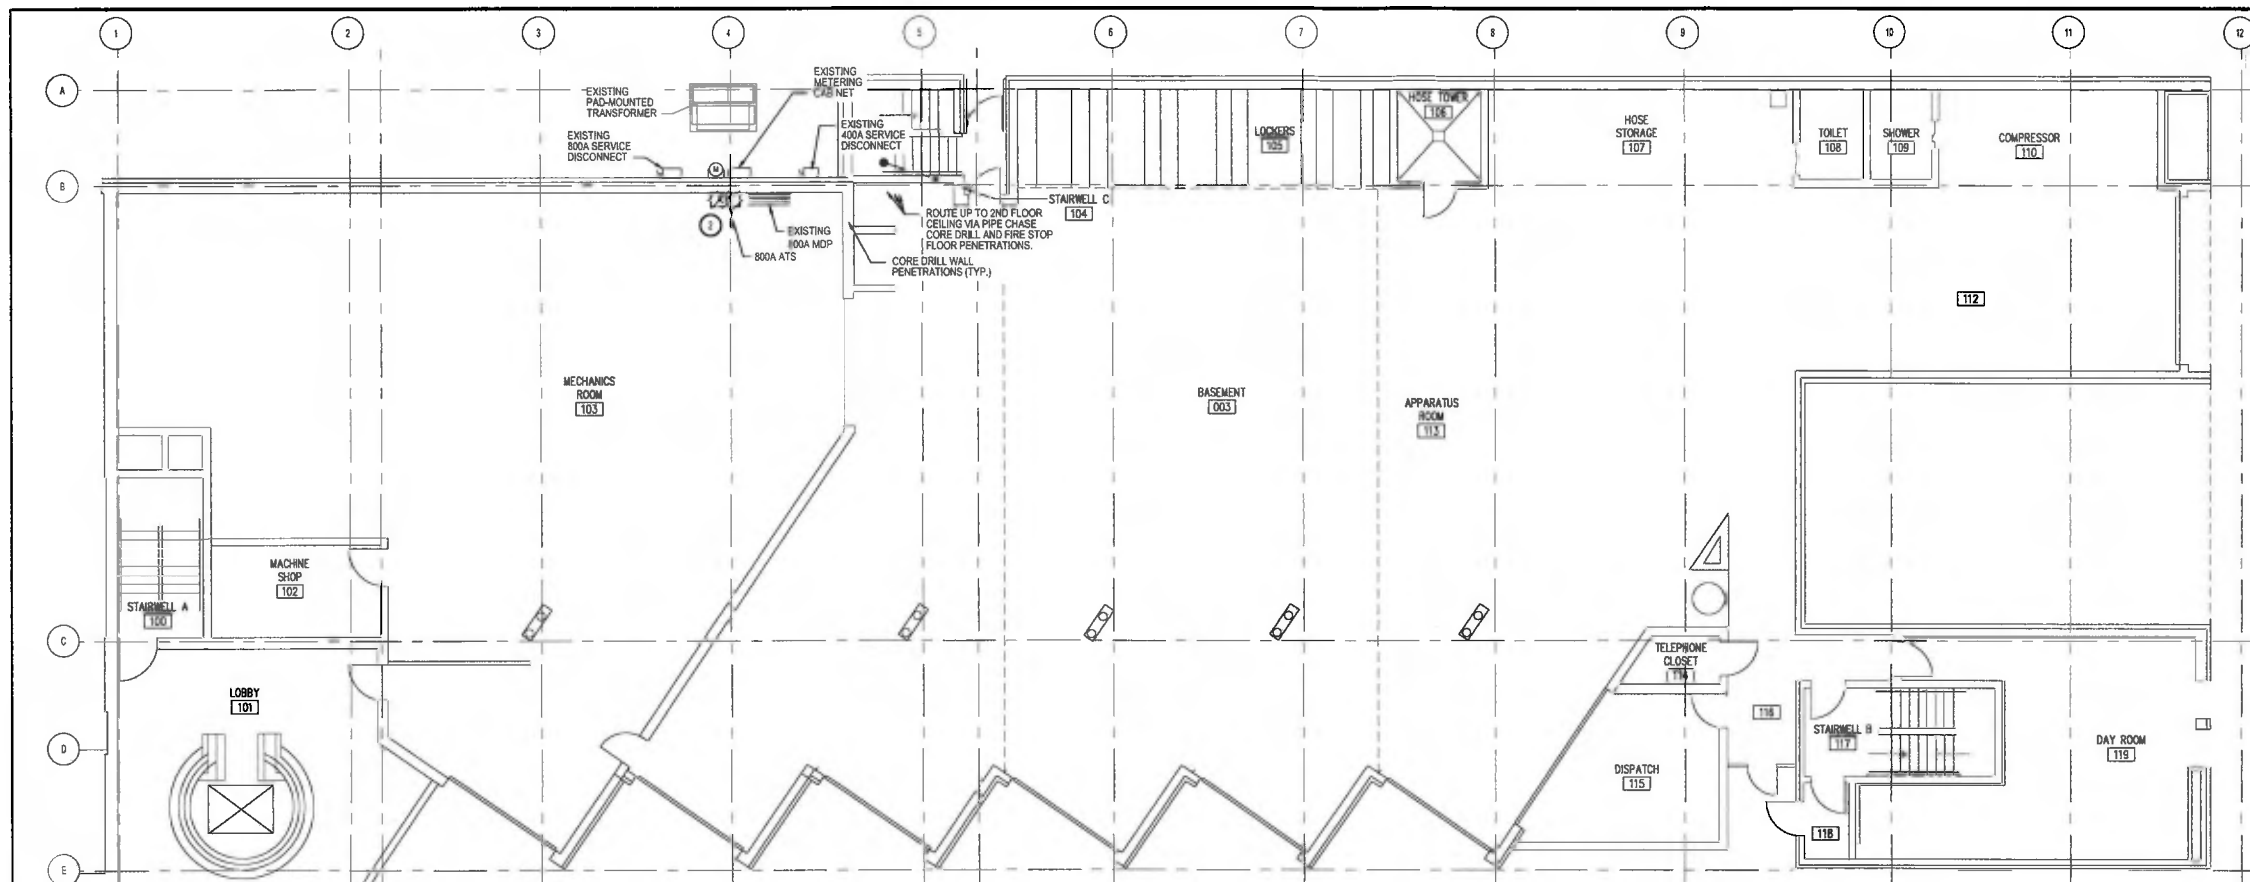 1
2
3
4
5
6
7
8
9
10
11
12
A
B
C
D
E
EXISTING
PAD-MOUNTED
TRANSFORMER
EXISTING
METERING
CABINET
EXISTING
800A SERVICE
DISCONNECT
EXISTING
400A SERVICE
DISCONNECT
M
2
EXISTING
800A MDP
800A ATS
ROUTE UP TO 2ND FLOOR
CEILING VIA PIPE CHASE
CORE DRILL AND FIRE STOP
FLOOR PENETRATIONS.
CORE DRILL WALL
PENETRATIONS (TYP.)
STAIRWELL C
104
LOCKERS
105
HOSE TOWER
106
HOSE
STORAGE
107
TOILET
108
SHOWER
109
COMPRESSOR
110
112
MECHANICS
ROOM
103
BASEMENT
003
APPARATUS
ROOM
113
MACHINE
SHOP
102
STAIRWELL A
100
LOBBY
101
TELEPHONE
CLOSET
114
116
DISPATCH
115
STAIRWELL B
117
118
DAY ROOM
119